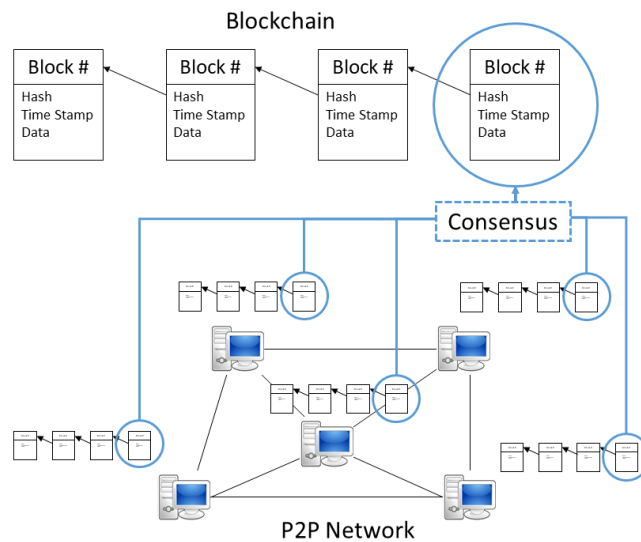 Blockchain
Block #
Hash
Time Stamp
Data
Block #
Hash
Time Stamp
Data
Block #
Hash
Time Stamp
Data
Block #
Hash
Time Stamp
Data
Consensus
P2P Network